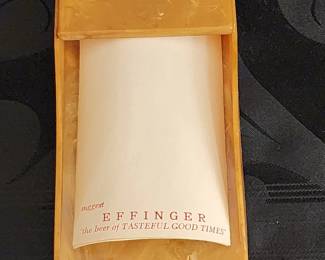 suggest
EFFINGER
"the beer of TASTEFUL GOOD TIMES"